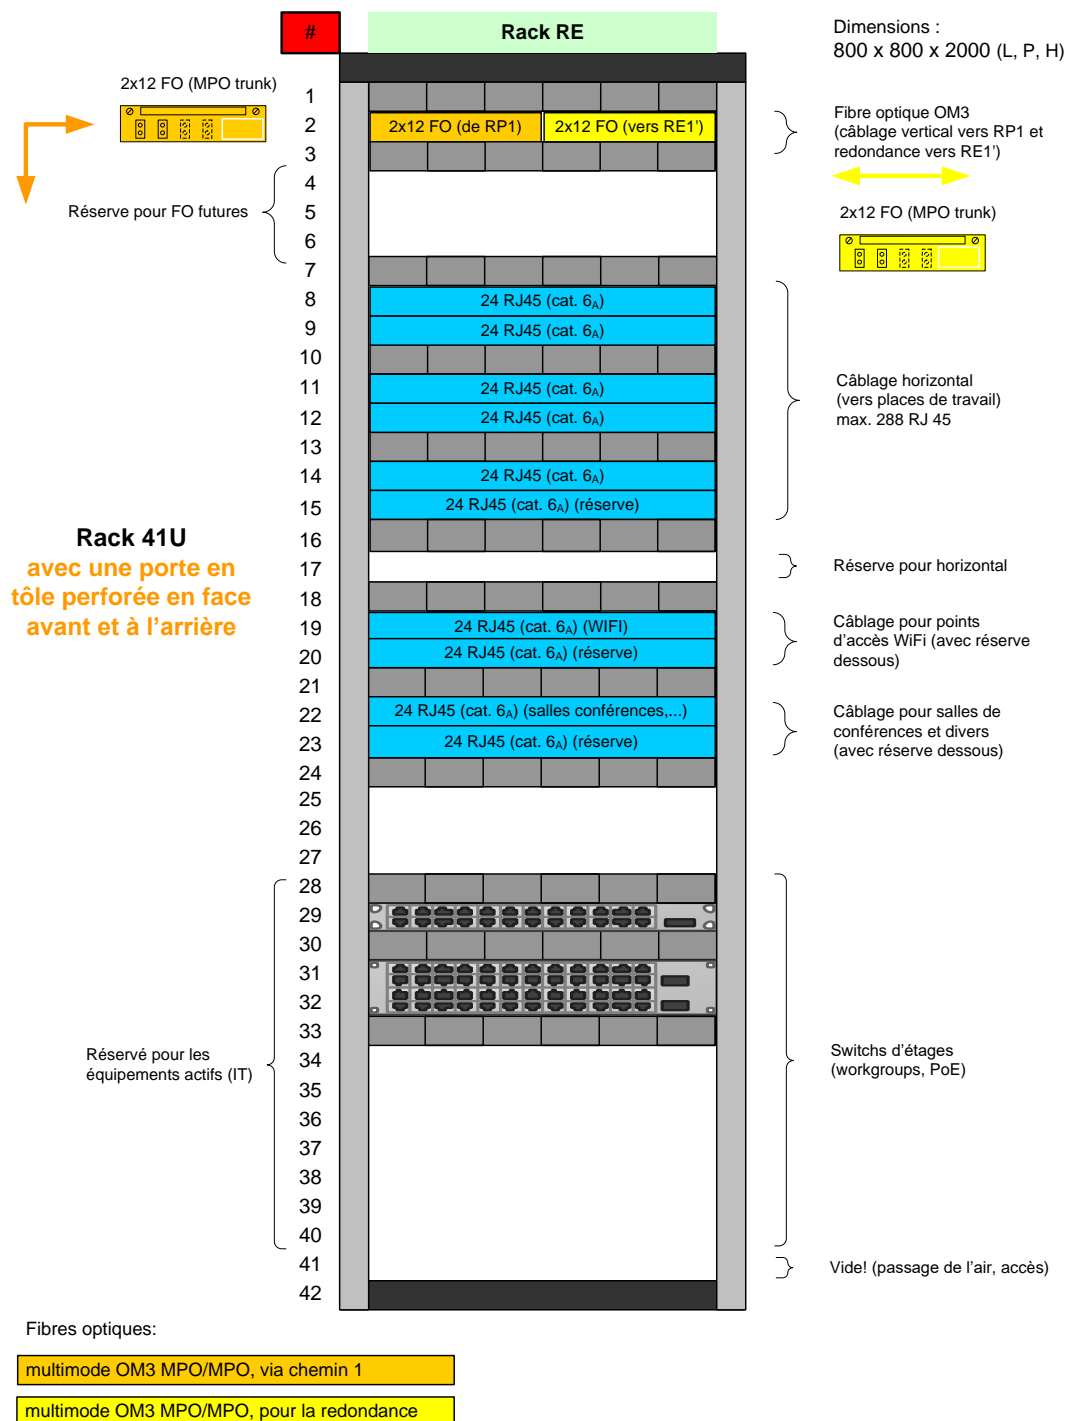 #
Rack RE
Dimensions :
800 x 800 x 2000 (L, P, H)
2x12 FO (MPO trunk)
1
2
2x12 FO (de RP1)
2x12 FO (vers RE1')
Fibre optique OM3
(câblage vertical vers RP1 et
redondance vers RE1')
3
4
Réserve pour FO futures
5
2x12 FO (MPO trunk)
6
7
8
24 RJ45 (cat. 6A)
9
24 RJ45 (cat. 6A)
10
11
24 RJ45 (cat. 6A)
Câblage horizontal
(vers places de travail)
max. 288 RJ 45
12
24 RJ45 (cat. 6A)
13
14
24 RJ45 (cat. 6A)
15
24 RJ45 (cat. 6A) (réserve)
Rack 41U
avec une porte en
tôle perforée en face
avant et à l’arrière
16
17
Réserve pour horizontal
18
19
24 RJ45 (cat. 6A) (WIFI)
Câblage pour points
d’accès WiFi (avec réserve
dessous)
20
24 RJ45 (cat. 6A) (réserve)
21
22
24 RJ45 (cat. 6A) (salles conférences,...)
Câblage pour salles de
conférences et divers
(avec réserve dessous)
23
24 RJ45 (cat. 6A) (réserve)
24
25
26
27
28
29
30
31
32
33
Réservé pour les
équipements actifs (IT)
34
Switchs d’étages
(workgroups, PoE)
35
36
37
38
39
40
41
Vide! (passage de l’air, accès)
42
Fibres optiques:
multimode OM3 MPO/MPO, via chemin 1
multimode OM3 MPO/MPO, pour la redondance